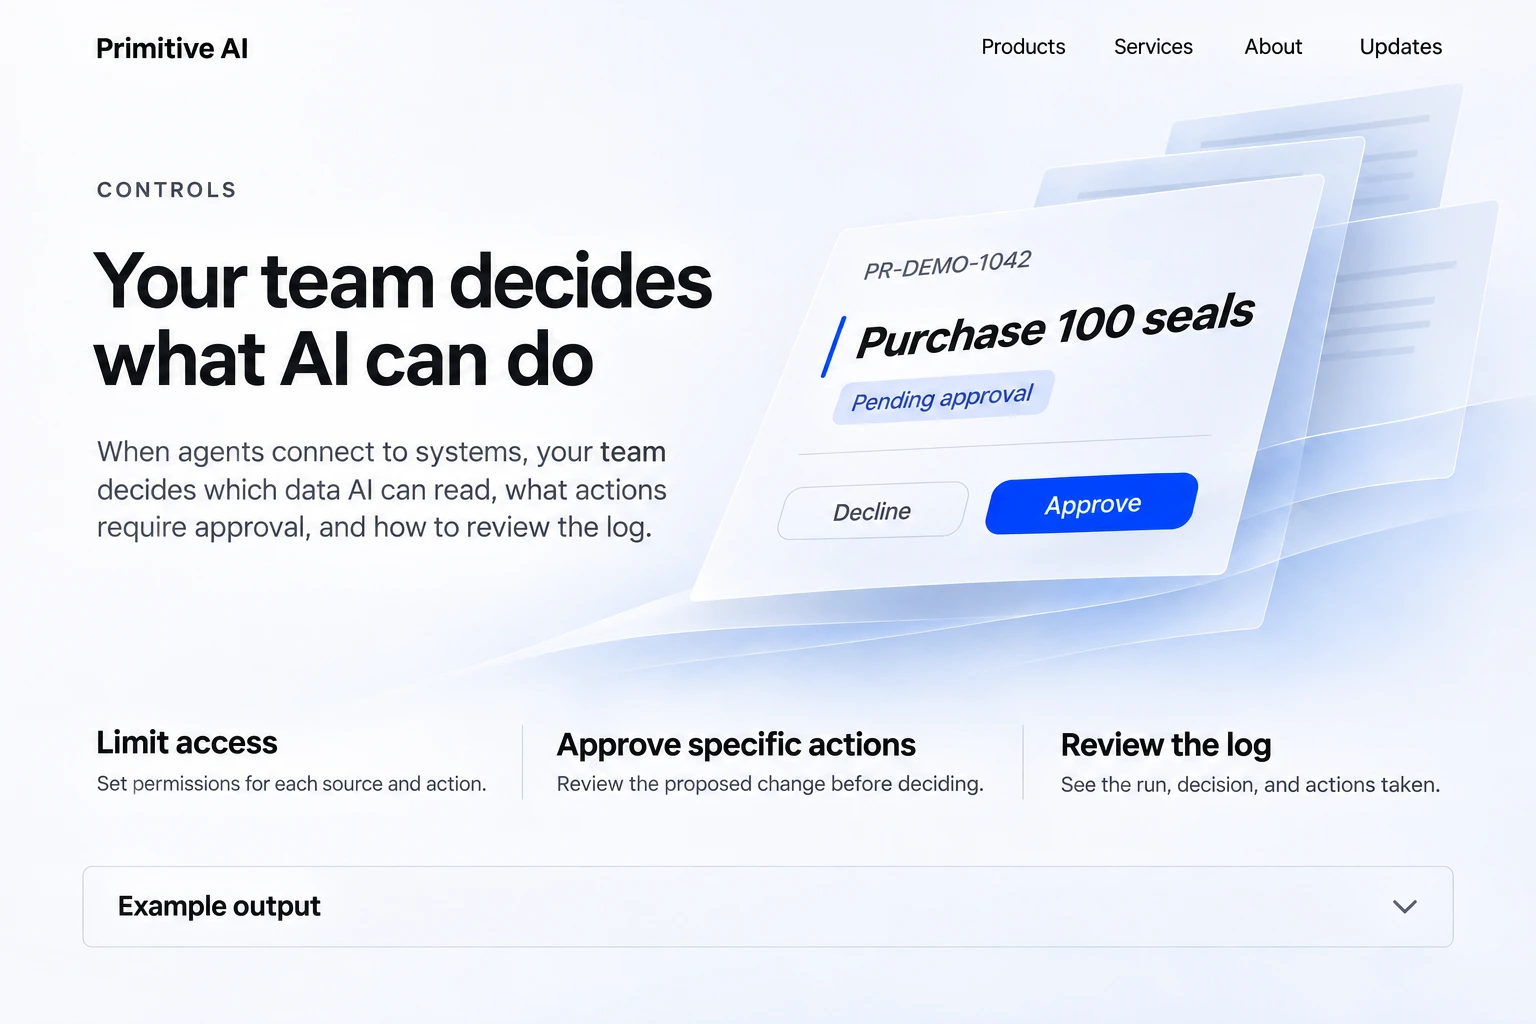 Primitive AI
Products
Services
About
Updates
CONTROLS
Your team decides
what AI can do
When agents connect to systems, your team
decides which data AI can read, what actions
require approval, and how to review the log.
PR-DEMO-1042
Purchase 100 seals
Pending approval
Decline
Approve
Limit access
Set permissions for each source and action.
Approve specific actions
Review the proposed change before deciding.
Review the log
See the run, decision, and actions taken.
Example output